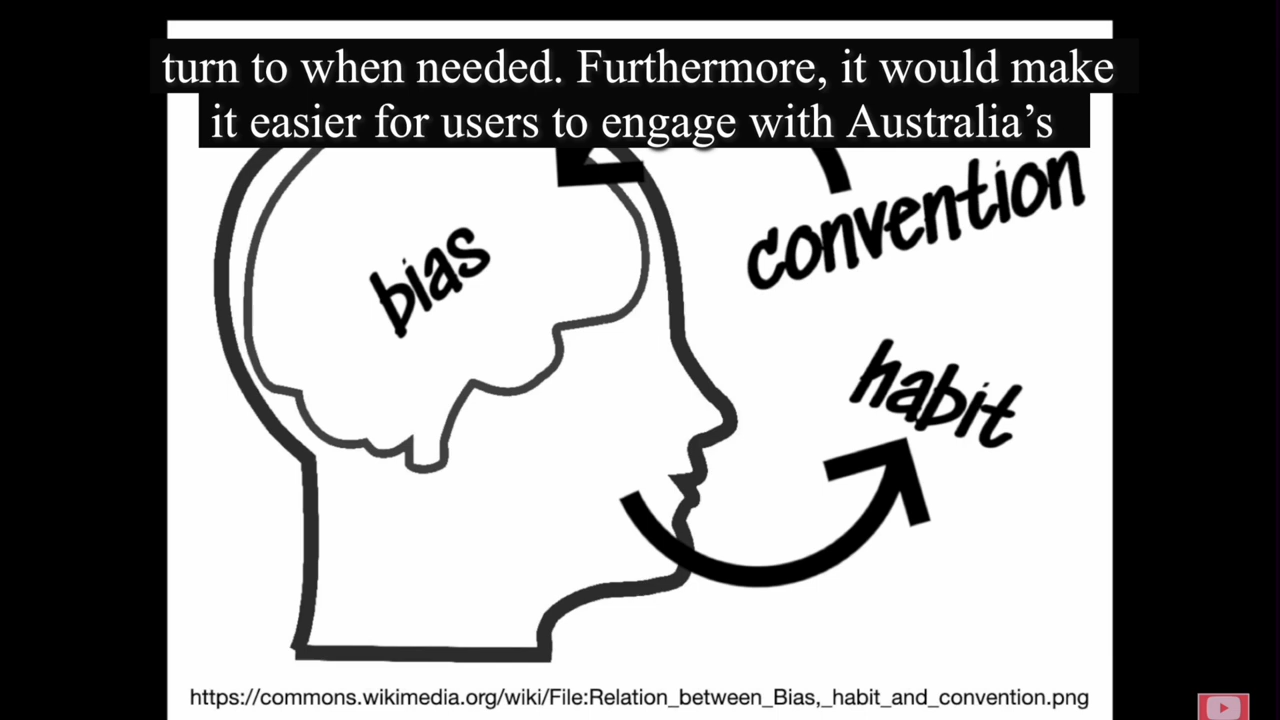 turn to when needed. Furthermore, it would make
it easier for users to engage with Australia’s
convention
bias
habit
https://commons.wikimedia.org/wiki/File:Relation_between_Bias,_habit_and_convention.png